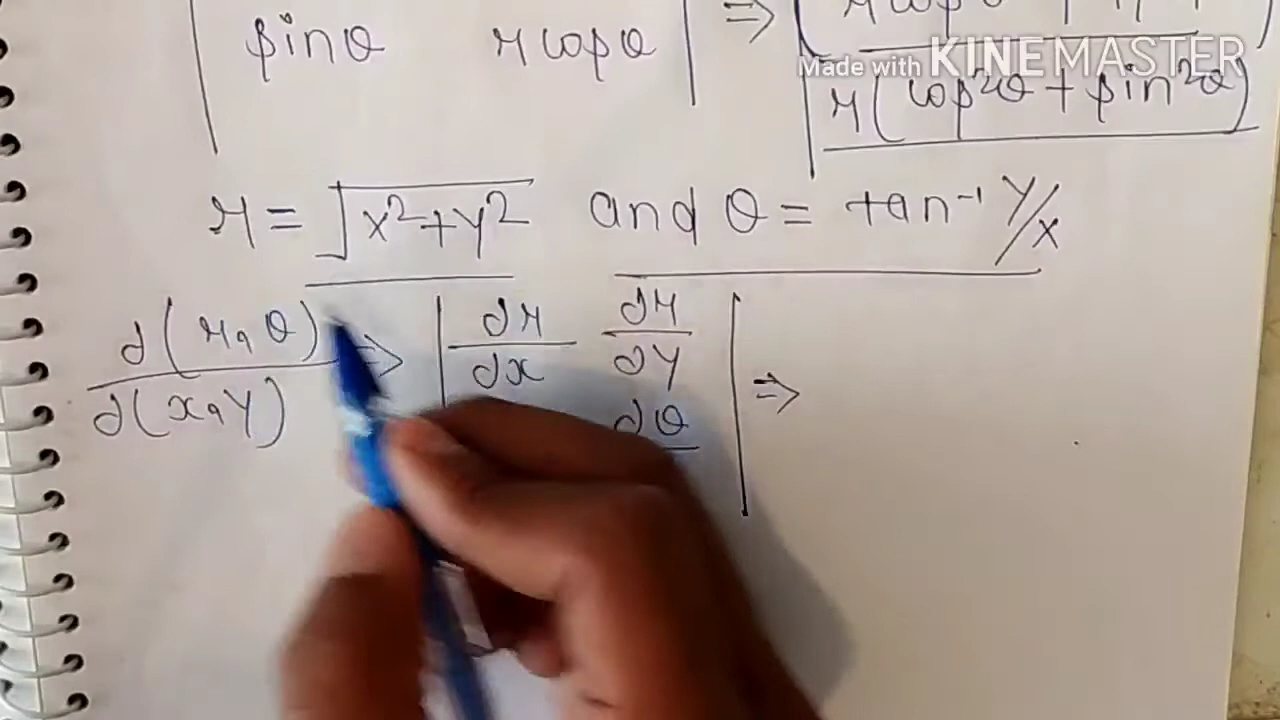 Made with KINEMASTER
sinθ r cosθ ⇒
r(cos²θ + sin²θ)
r = √x²+y² and θ = tan⁻¹ y/x
∂(r,θ)/∂(x,y) ⇒ | ∂r/∂x ∂r/∂y | ⇒
∂θ